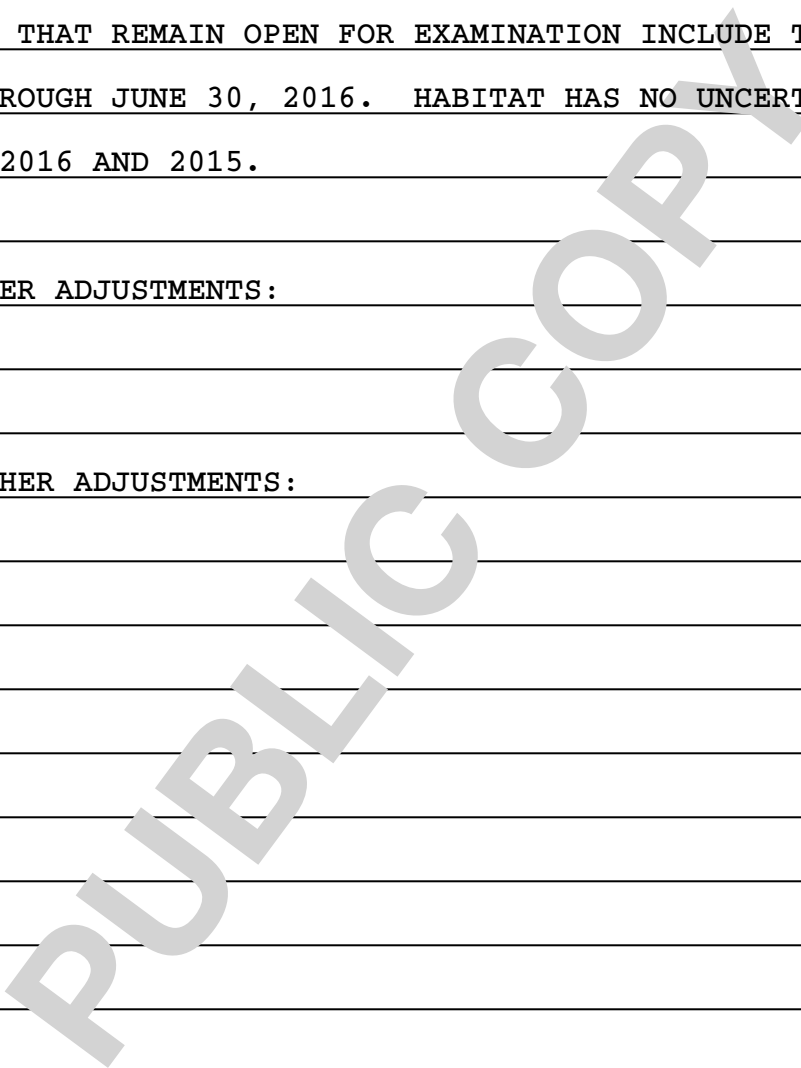 THAT REMAIN OPEN FOR EXAMINATION INCLUDE
ROUGH JUNE 30, 2016. HABITAT HAS NO UNCERT
2016 AND 2015.
ER ADJUSTMENTS:
HER ADJUSTMENTS:
PUBLIC COPY